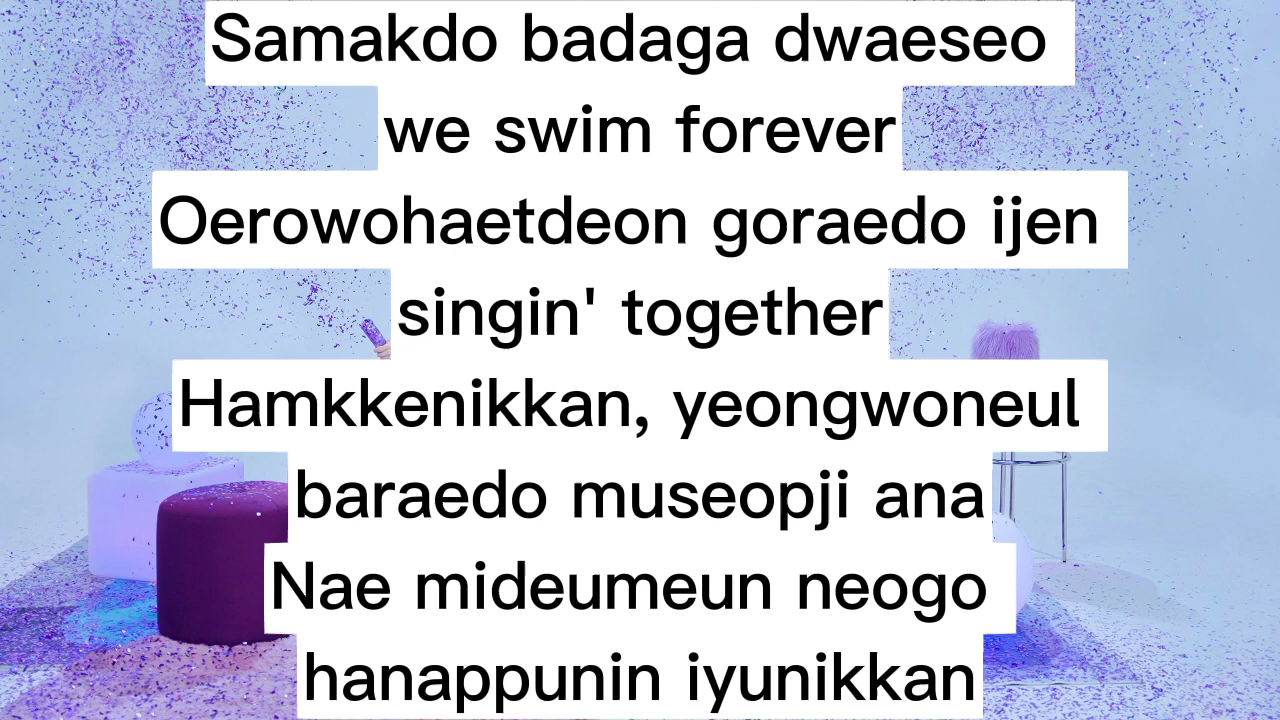 Samakdo badaga dwaeseo
we swim forever
Oerowohaetdeon goraedo ijen
singin' together
Hamkkenikkan, yeongwoneul
baraedo museopji ana
Nae mideumeun neogo
hanappunin iyunikkan